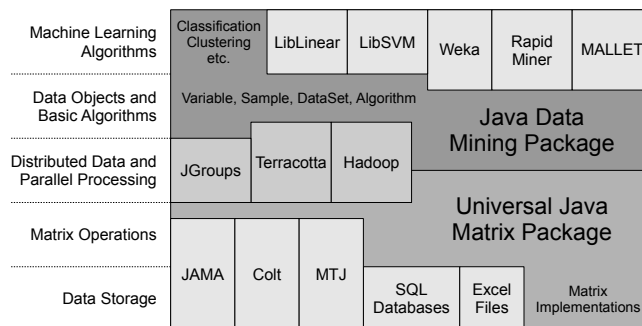 Machine Learning
Algorithms
Classification
Clustering
etc.
LibLinear
LibSVM
Weka
Rapid
Miner
MALLET
Data Objects and
Basic Algorithms
Variable, Sample, DataSet, Algorithm
Java Data
Mining Package
Distributed Data and
Parallel Processing
JGroups
Terracotta
Hadoop
Universal Java
Matrix Package
Matrix Operations
JAMA
Colt
MTJ
Data Storage
SQL
Databases
Excel
Files
Matrix
Implementations